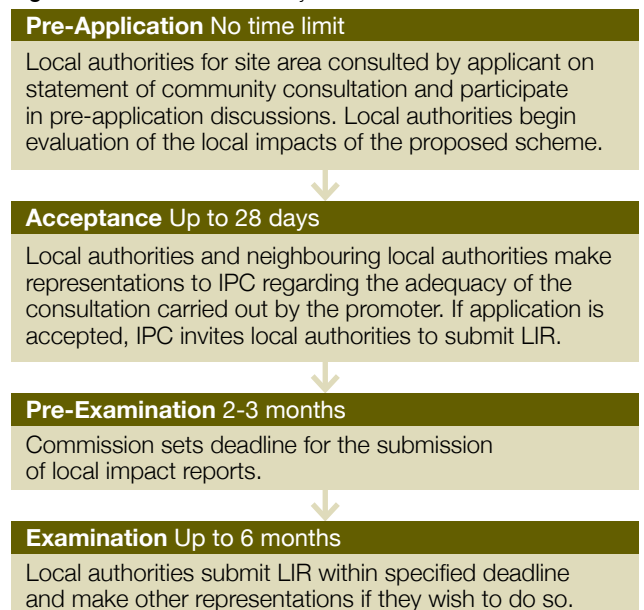 Pre-Application No time limit
Local authorities for site area consulted by applicant on
statement of community consultation and participate
in pre-application discussions. Local authorities begin
evaluation of the local impacts of the proposed scheme.
Acceptance Up to 28 days
Local authorities and neighbouring local authorities make
representations to IPC regarding the adequacy of the
consultation carried out by the promoter. If application is
accepted, IPC invites local authorities to submit LIR.
Pre-Examination 2-3 months
Commission sets deadline for the submission
of local impact reports.
Examination Up to 6 months
Local authorities submit LIR within specified deadline
and make other representations if they wish to do so.